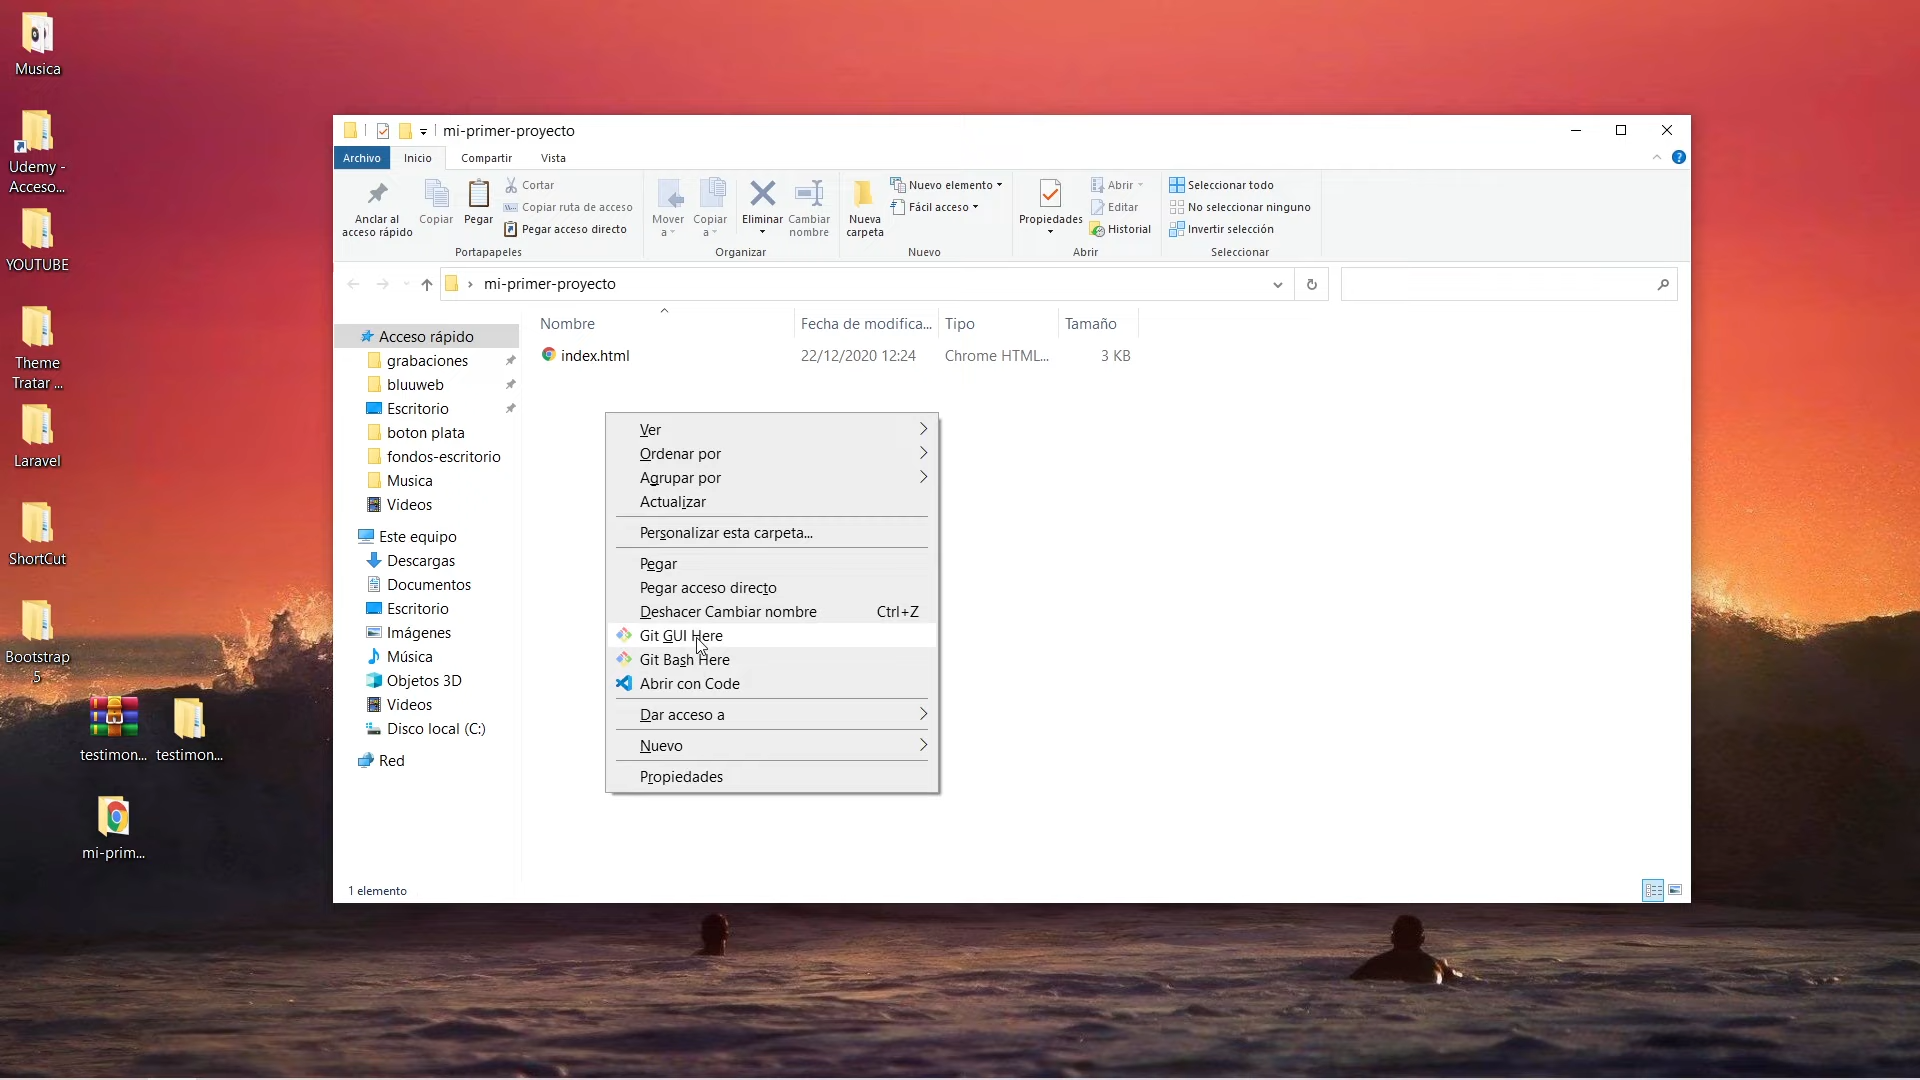 Musica
Udemy -
Acceso...
YOUTUBE
Theme
Tratar ...
Laravel
ShortCut
Bootstrap
5
testimon...
testimon...
mi-prim...
mi-primer-proyecto
Archivo
Inicio
Compartir
Vista
Anclar al
acceso rápido
Copiar
Pegar
Cortar
Copiar ruta de acceso
Pegar acceso directo
Portapapeles
Mover
a
Copiar
a
Eliminar
Cambiar
nombre
Organizar
Nueva
carpeta
Nuevo elemento
Fácil acceso
Nuevo
Propiedades
Abrir
Editar
Historial
Abrir
Seleccionar todo
No seleccionar ninguno
Invertir selección
Seleccionar
mi-primer-proyecto
Acceso rápido
grabaciones
bluuweb
Escritorio
boton plata
fondos-escritorio
Musica
Videos
Este equipo
Descargas
Documentos
Escritorio
Imágenes
Música
Objetos 3D
Videos
Disco local (C:)
Red
Nombre
Fecha de modifica...
Tipo
Tamaño
index.html
22/12/2020 12:24
Chrome HTML...
3 KB
Ver
Ordenar por
Agrupar por
Actualizar
Personalizar esta carpeta...
Pegar
Pegar acceso directo
Deshacer Cambiar nombre Ctrl+Z
Git GUI Here
Git Bash Here
Abrir con Code
Dar acceso a
Nuevo
Propiedades
1 elemento